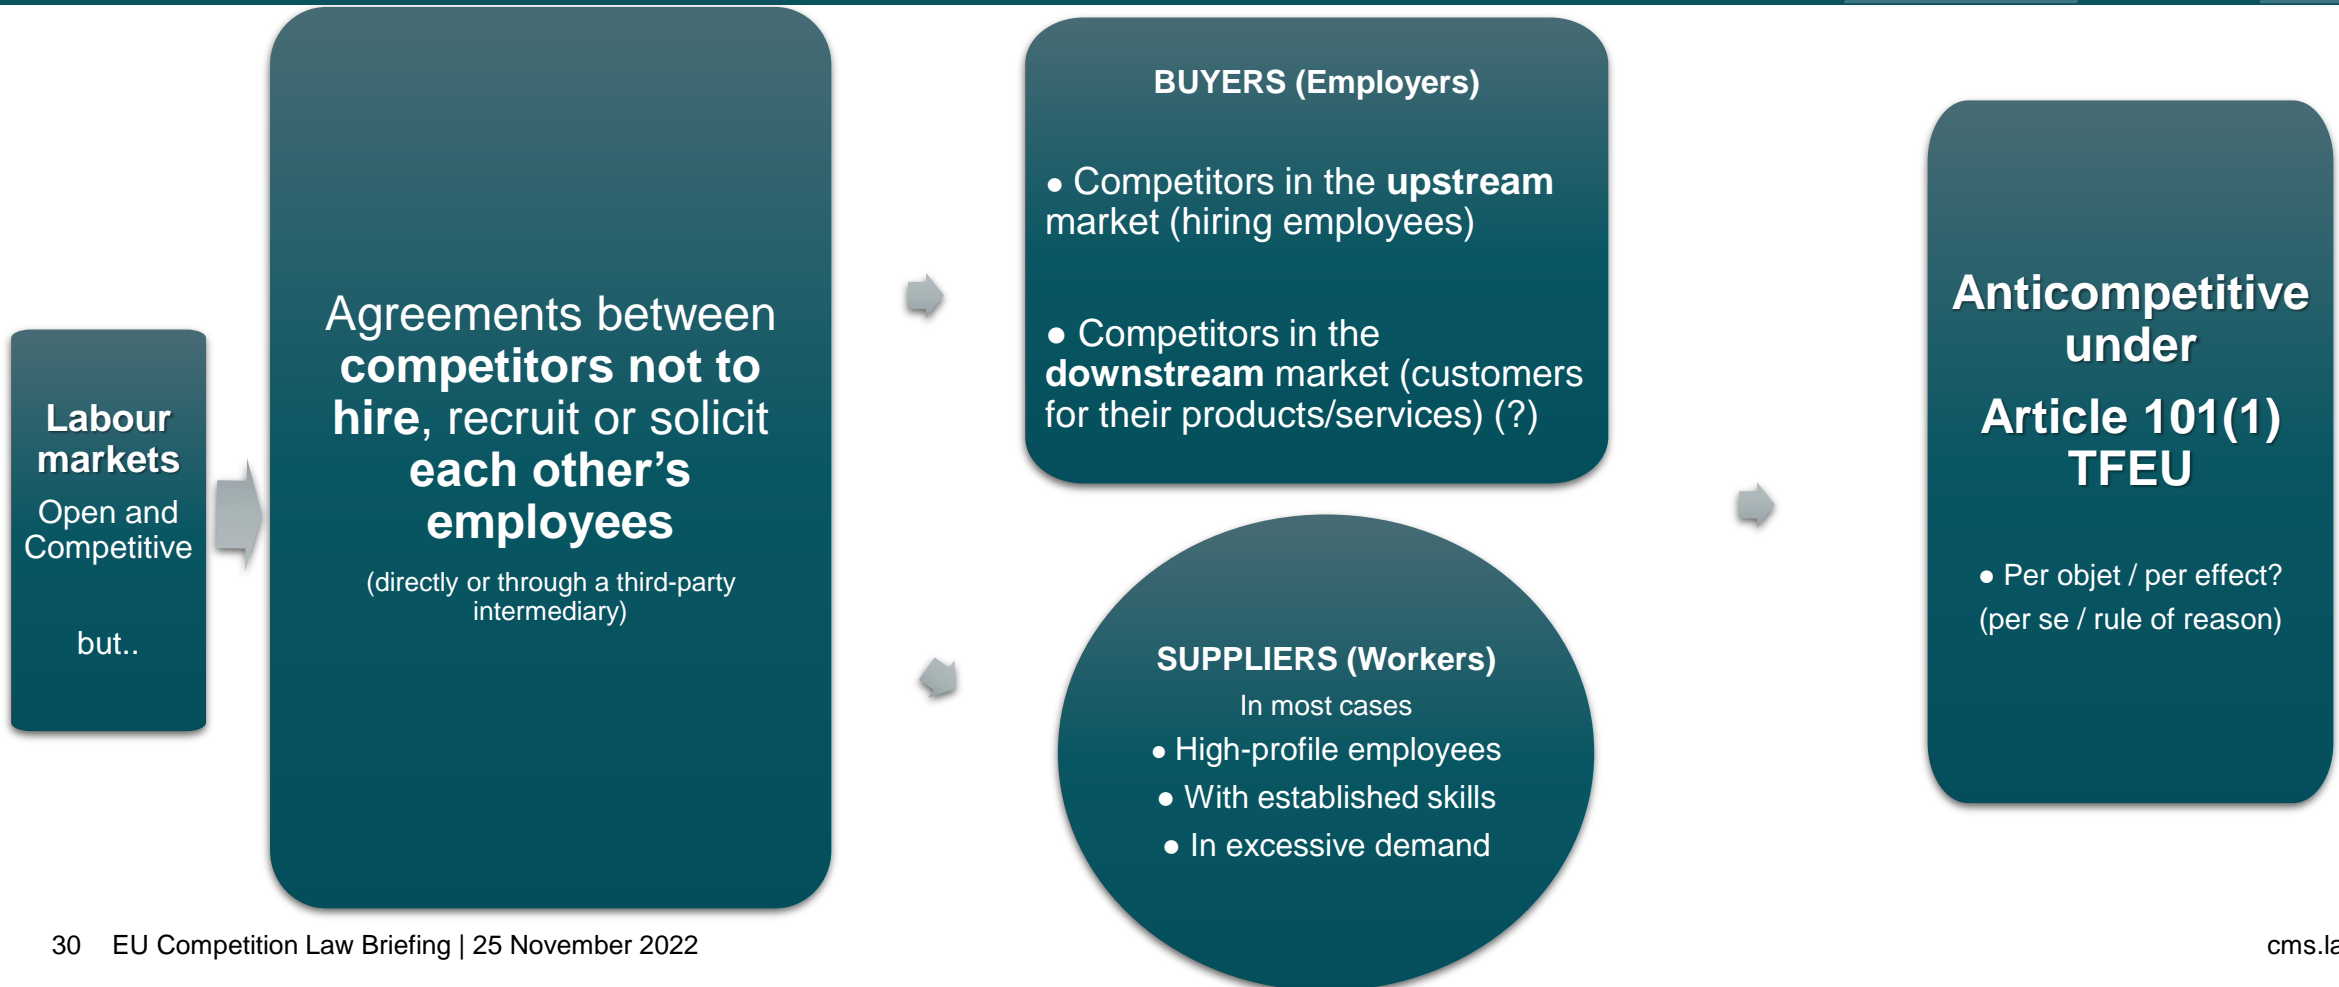 Labour
markets
Open and
Competitive
but..
Agreements between
competitors not to
hire, recruit or solicit
each other’s
employees
(directly or through a third-party
intermediary)
BUYERS (Employers)
● Competitors in the upstream
market (hiring employees)
● Competitors in the
downstream market (customers
for their products/services) (?)
SUPPLIERS (Workers)
In most cases
● High-profile employees
● With established skills
● In excessive demand
Anticompetitive
under
Article 101(1)
TFEU
● Per objet / per effect?
(per se / rule of reason)
30 EU Competition Law Briefing | 25 November 2022
cms.la